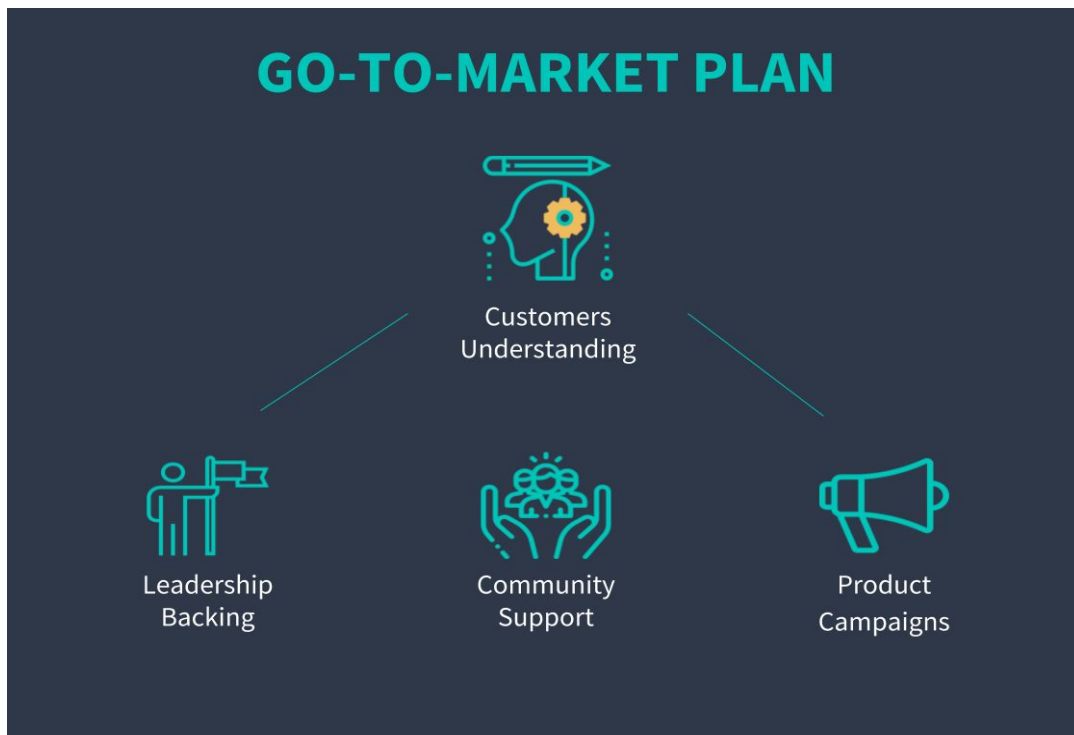 GO-TO-MARKET PLAN
Customers
Understanding
Leadership
Backing
Community
Support
Product
Campaigns